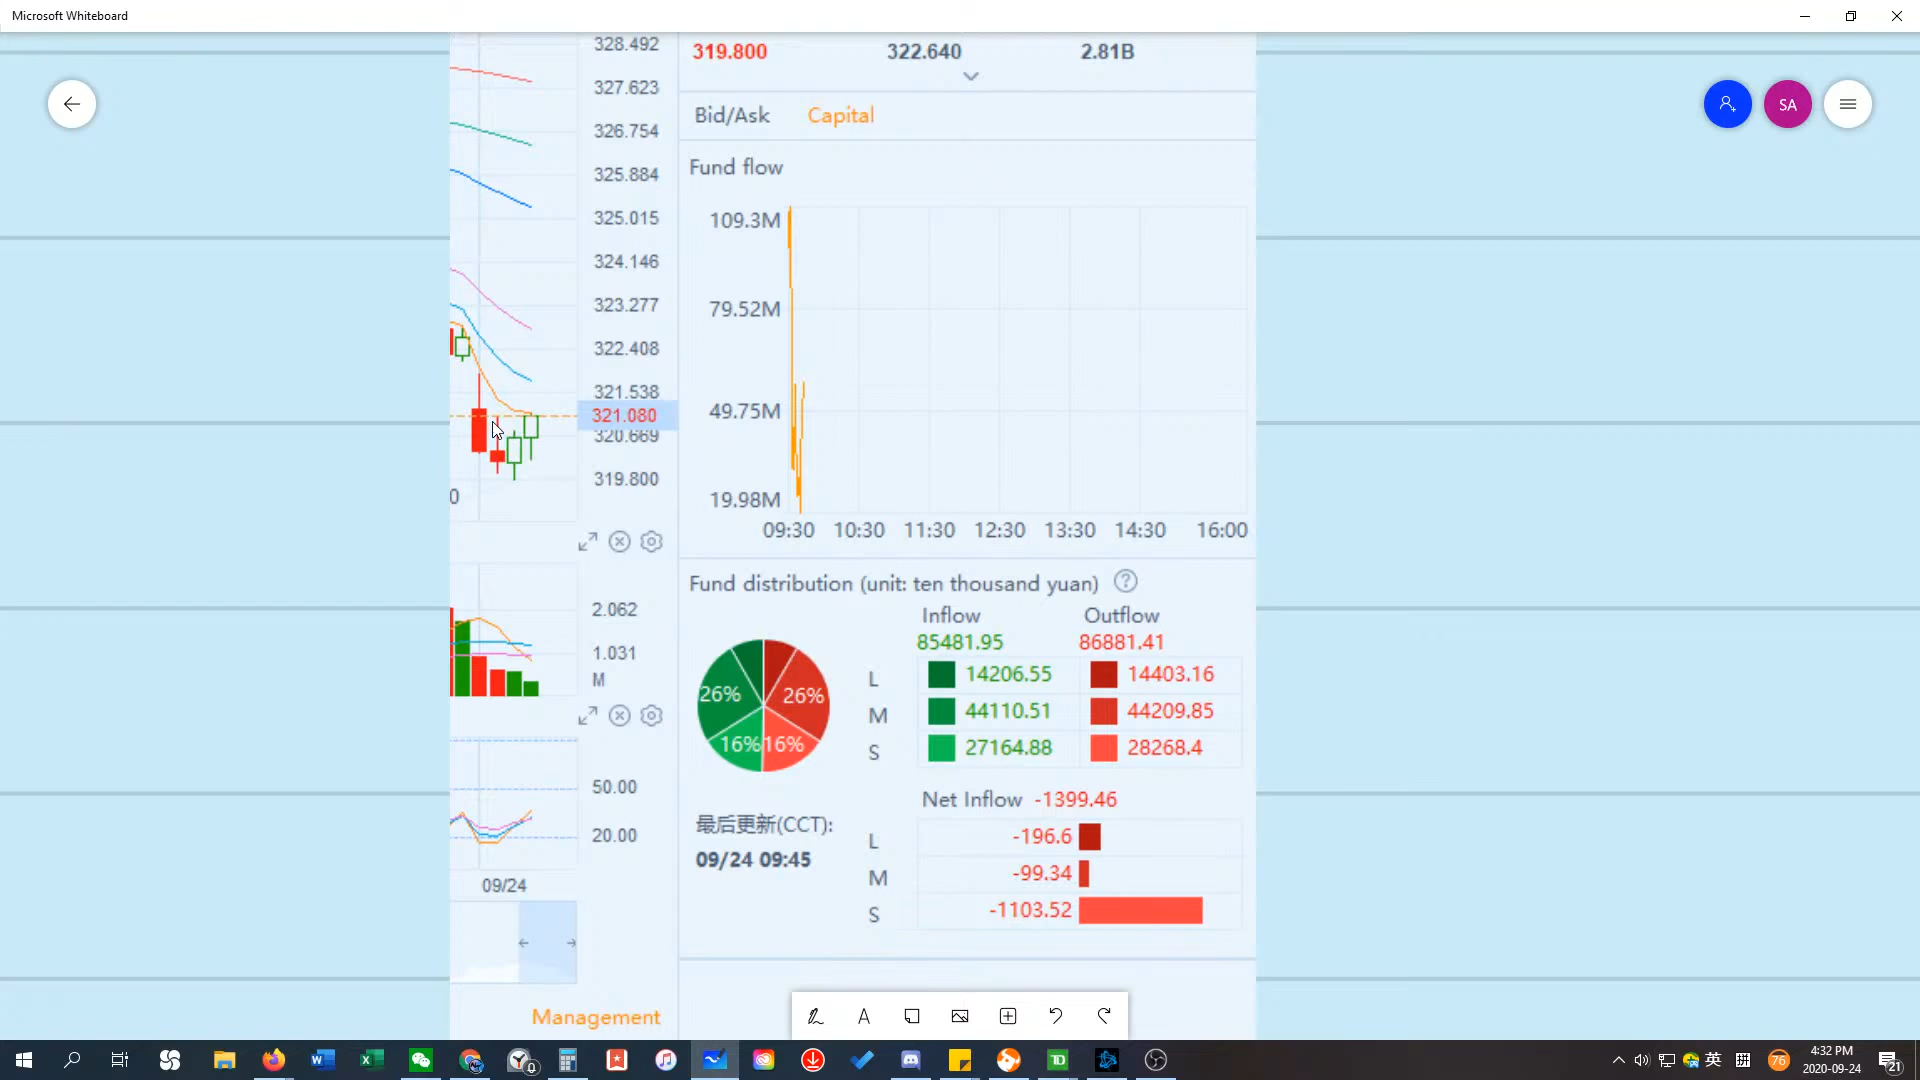 Microsoft Whiteboard
328.492
327.623
326.754
325.884
325.015
324.146
323.277
322.408
321.538
321.080
320.669
319.800
0
2.062
1.031
M
50.00
20.00
09/24
Management
319.800 322.640 2.81B
Bid/Ask Capital
Fund flow
109.3M
79.52M
49.75M
19.98M
09:30 10:30 11:30 12:30 13:30 14:30 16:00
Fund distribution (unit: ten thousand yuan) ?
Inflow Outflow
85481.95 86881.41
L 14206.55 14403.16
M 44110.51 44209.85
S 27164.88 28268.4
26% 26%
16% 16%
Net Inflow -1399.46
L -196.6
M -99.34
S -1103.52
最后更新(CCT):
09/24 09:45
SA
A
英
拼
76
4:32 PM
2020-09-24
21